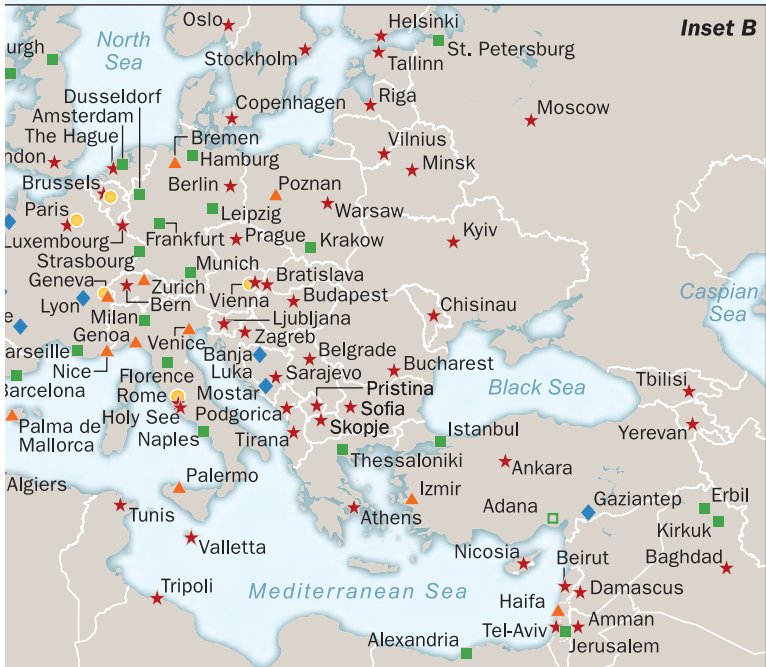 Inset B
Oslo
Helsinki
North
Sea
urgh
St. Petersburg
Stockholm
Tallinn
Dusseldorf
Copenhagen
Riga
Moscow
Amsterdam
The Hague
Bremen
Vilnius
ndon
Hamburg
Minsk
Brussels
Berlin
Poznan
Paris
Leipzig
Warsaw
Luxembourg
Frankfurt
Prague
Krakow
Kyiv
Strasbourg
Munich
Geneva
Zurich
Bratislava
Caspian
Sea
Lyon
Bern
Vienna
Budapest
Chisinau
Milan
Ljubljana
e
Genoa
Venice
Zagreb
arseille
Banja
Luka
Belgrade
Nice
Sarajevo
Bucharest
Barcelona
Florence
Mostar
Pristina
Black Sea
Tbilisi
Rome
Holy See
Podgorica
Sofia
Palma de
Mallorca
Naples
Tirana
Skopje
Istanbul
Yerevan
Thessaloniki
Ankara
Algiers
Palermo
Izmir
Adana
Gaziantep
Erbil
Tunis
Athens
Kirkuk
Valletta
Nicosia
Beirut
Baghdad
Tripoli
Mediterranean Sea
Damascus
Haifa
Tel-Aviv
Amman
Alexandria
Jerusalem